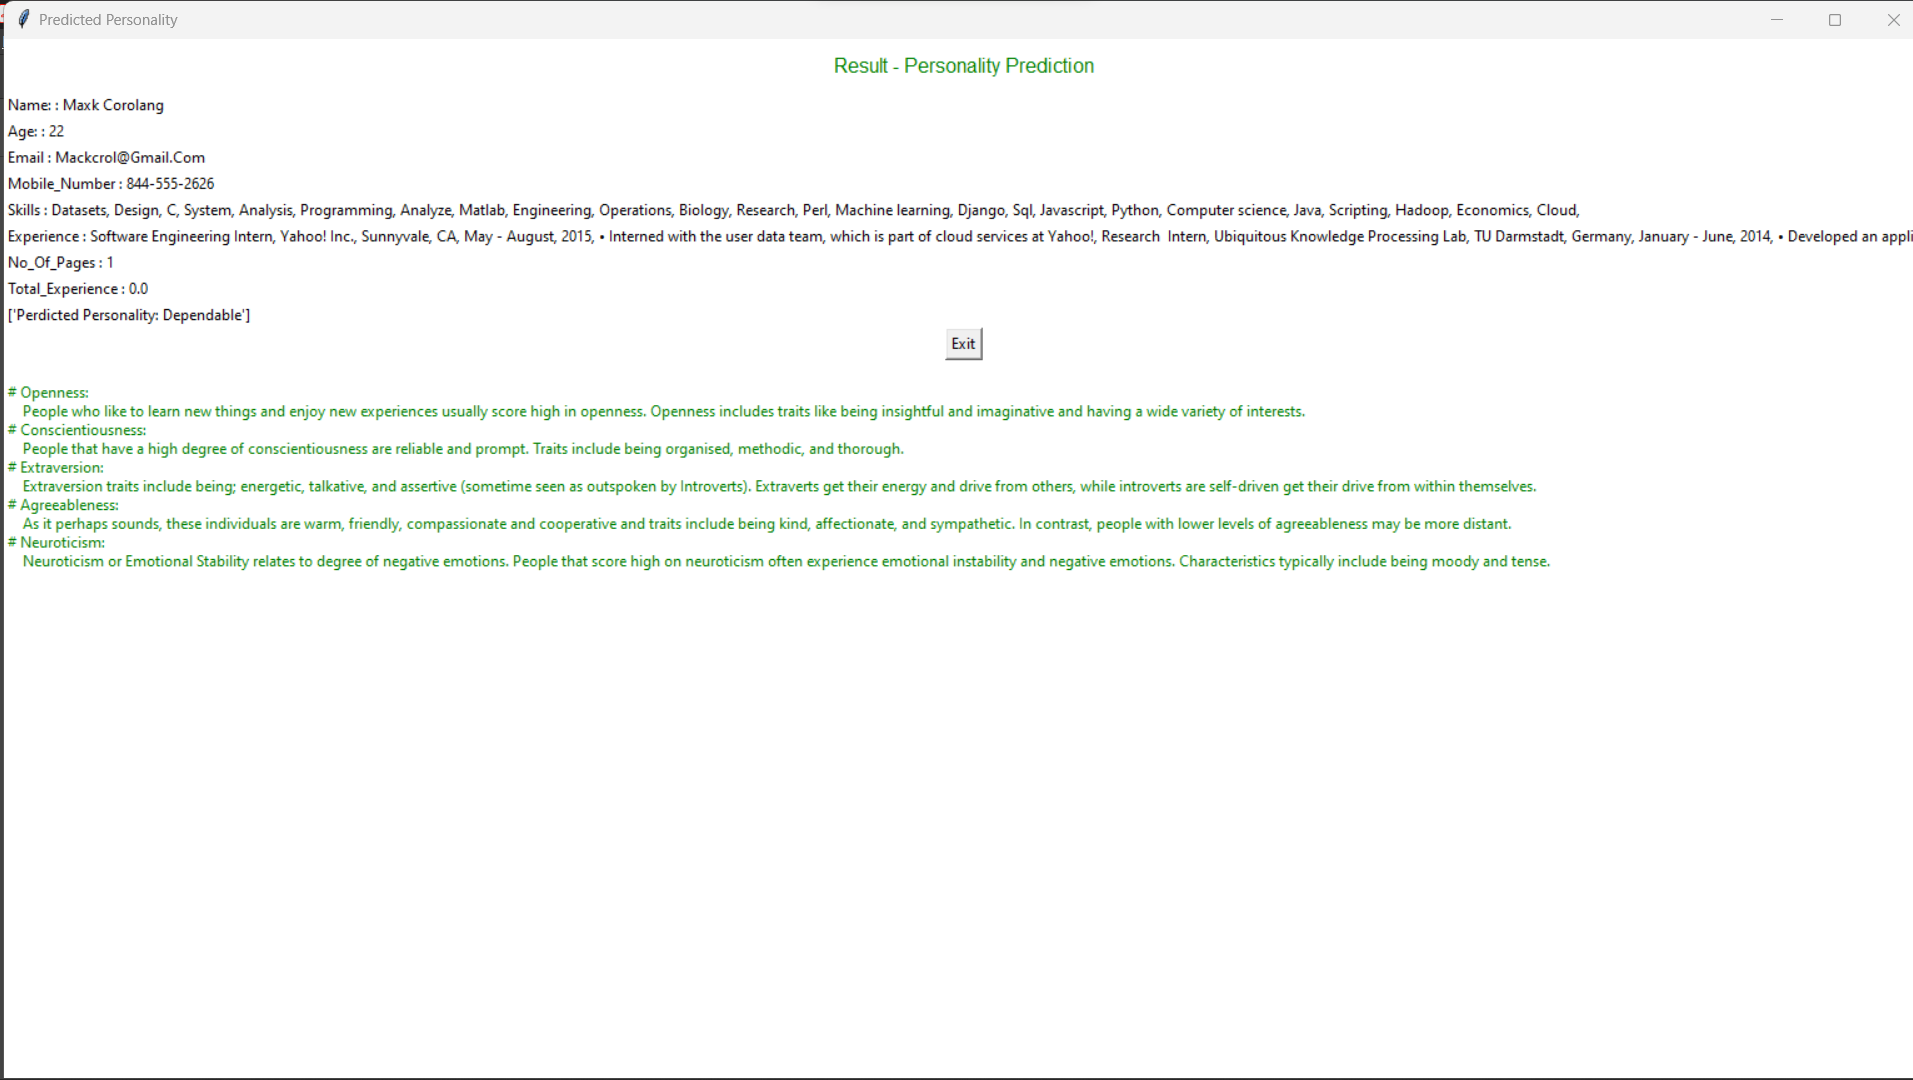 Predicted Personality
Result - Personality Prediction
Name: : Maxk Corolang
Age: : 22
Email : Mackcrol@Gmail.Com
Mobile_Number : 844-555-2626
Skills : Datasets, Design, C, System, Analysis, Programming, Analyze, Matlab, Engineering, Operations, Biology, Research, Perl, Machine learning, Django, Sql, Javascript, Python, Computer science, Java, Scripting, Hadoop, Economics, Cloud,
Experience : Software Engineering Intern, Yahoo! Inc., Sunnyvale, CA, May - August, 2015, • Interned with the user data team, which is part of cloud services at Yahoo!, Research  Intern, Ubiquitous Knowledge Processing Lab, TU Darmstadt, Germany, January - June, 2014, • Developed an appli
No_Of_Pages : 1
Total_Experience : 0.0
['Perdicted Personality: Dependable']
Exit
# Openness:
People who like to learn new things and enjoy new experiences usually score high in openness. Openness includes traits like being insightful and imaginative and having a wide variety of interests.
# Conscientiousness:
People that have a high degree of conscientiousness are reliable and prompt. Traits include being organised, methodic, and thorough.
# Extraversion:
Extraversion traits include being; energetic, talkative, and assertive (sometime seen as outspoken by Introverts). Extraverts get their energy and drive from others, while introverts are self-driven get their drive from within themselves.
# Agreeableness:
As it perhaps sounds, these individuals are warm, friendly, compassionate and cooperative and traits include being kind, affectionate, and sympathetic. In contrast, people with lower levels of agreeableness may be more distant.
# Neuroticism:
Neuroticism or Emotional Stability relates to degree of negative emotions. People that score high on neuroticism often experience emotional instability and negative emotions. Characteristics typically include being moody and tense.